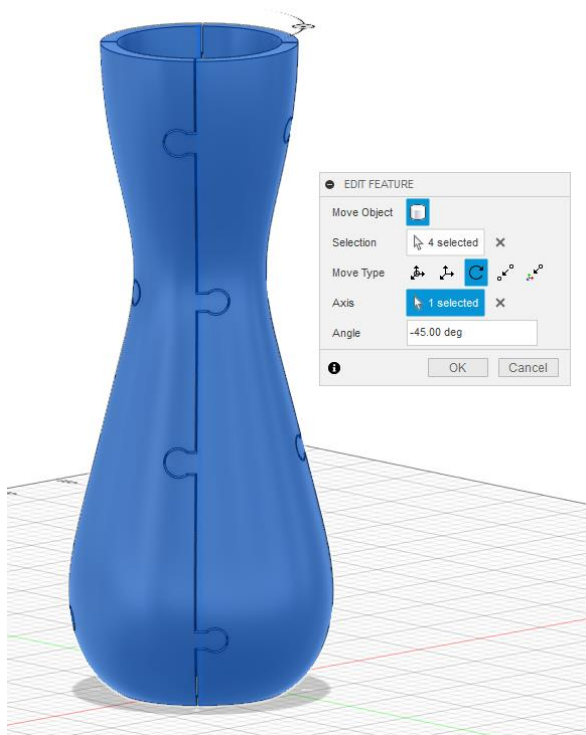 EDIT FEATURE
Move Object
Selection 4 selected
Move Type
Axis 1 selected
Angle -45.00 deg
OK Cancel